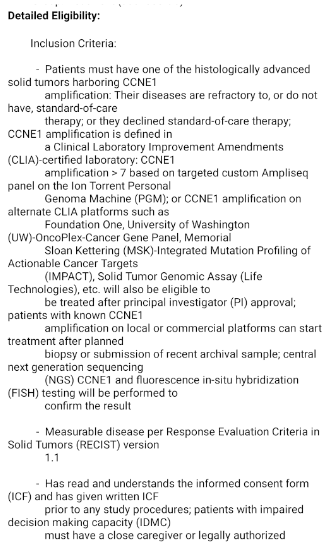 Detailed Eligibility:
Inclusion Criteria:
- Patients must have one of the histologically advanced
solid tumors harboring CCNE1
amplification: Their diseases are refractory to, or do not
have, standard-of-care
therapy; or they declined standard-of-care therapy;
CCNE1 amplification is defined in
a Clinical Laboratory Improvement Amendments
(CLIA)-certified laboratory: CCNE1
amplification > 7 based on targeted custom Ampliseq
panel on the Ion Torrent Personal
Genoma Machine (PGM); or CCNE1 amplification on
alternate CLIA platforms such as
Foundation One, University of Washington
(UW)-OncoPlex-Cancer Gene Panel, Memorial
Sloan Kettering (MSK)-Integrated Mutation Profiling of
Actionable Cancer Targets
(IMPACT), Solid Tumor Genomic Assay (Life
Technologies), etc. will also be eligible to
be treated after principal investigator (PI) approval;
patients with known CCNE1
amplification on local or commercial platforms can start
treatment after planned
biopsy or submission of recent archival sample; central
next generation sequencing
(NGS) CCNE1 and fluorescence in-situ hybridization
(FISH) testing will be performed to
confirm the result
- Measurable disease per Response Evaluation Criteria in
Solid Tumors (RECIST) version
1.1
- Has read and understands the informed consent form
(ICF) and has given written ICF
prior to any study procedures; patients with impaired
decision making capacity (IDMC)
must have a close caregiver or legally authorized